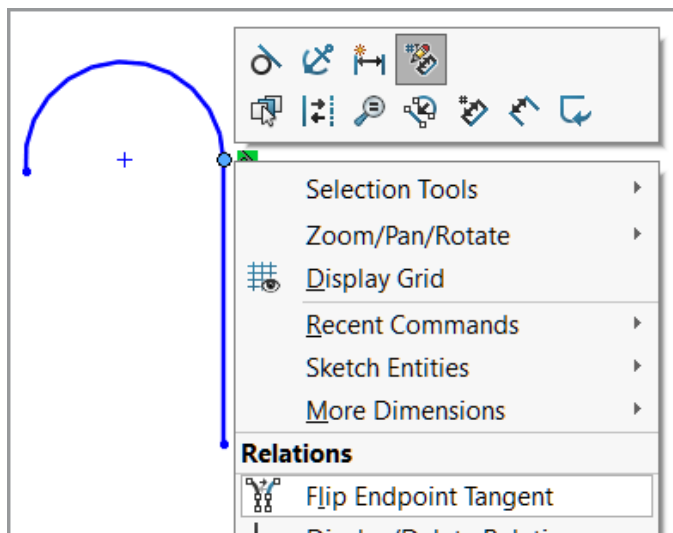 Selection Tools
Zoom/Pan/Rotate
Display Grid
Recent Commands
Sketch Entities
More Dimensions
Relations
Flip Endpoint Tangent